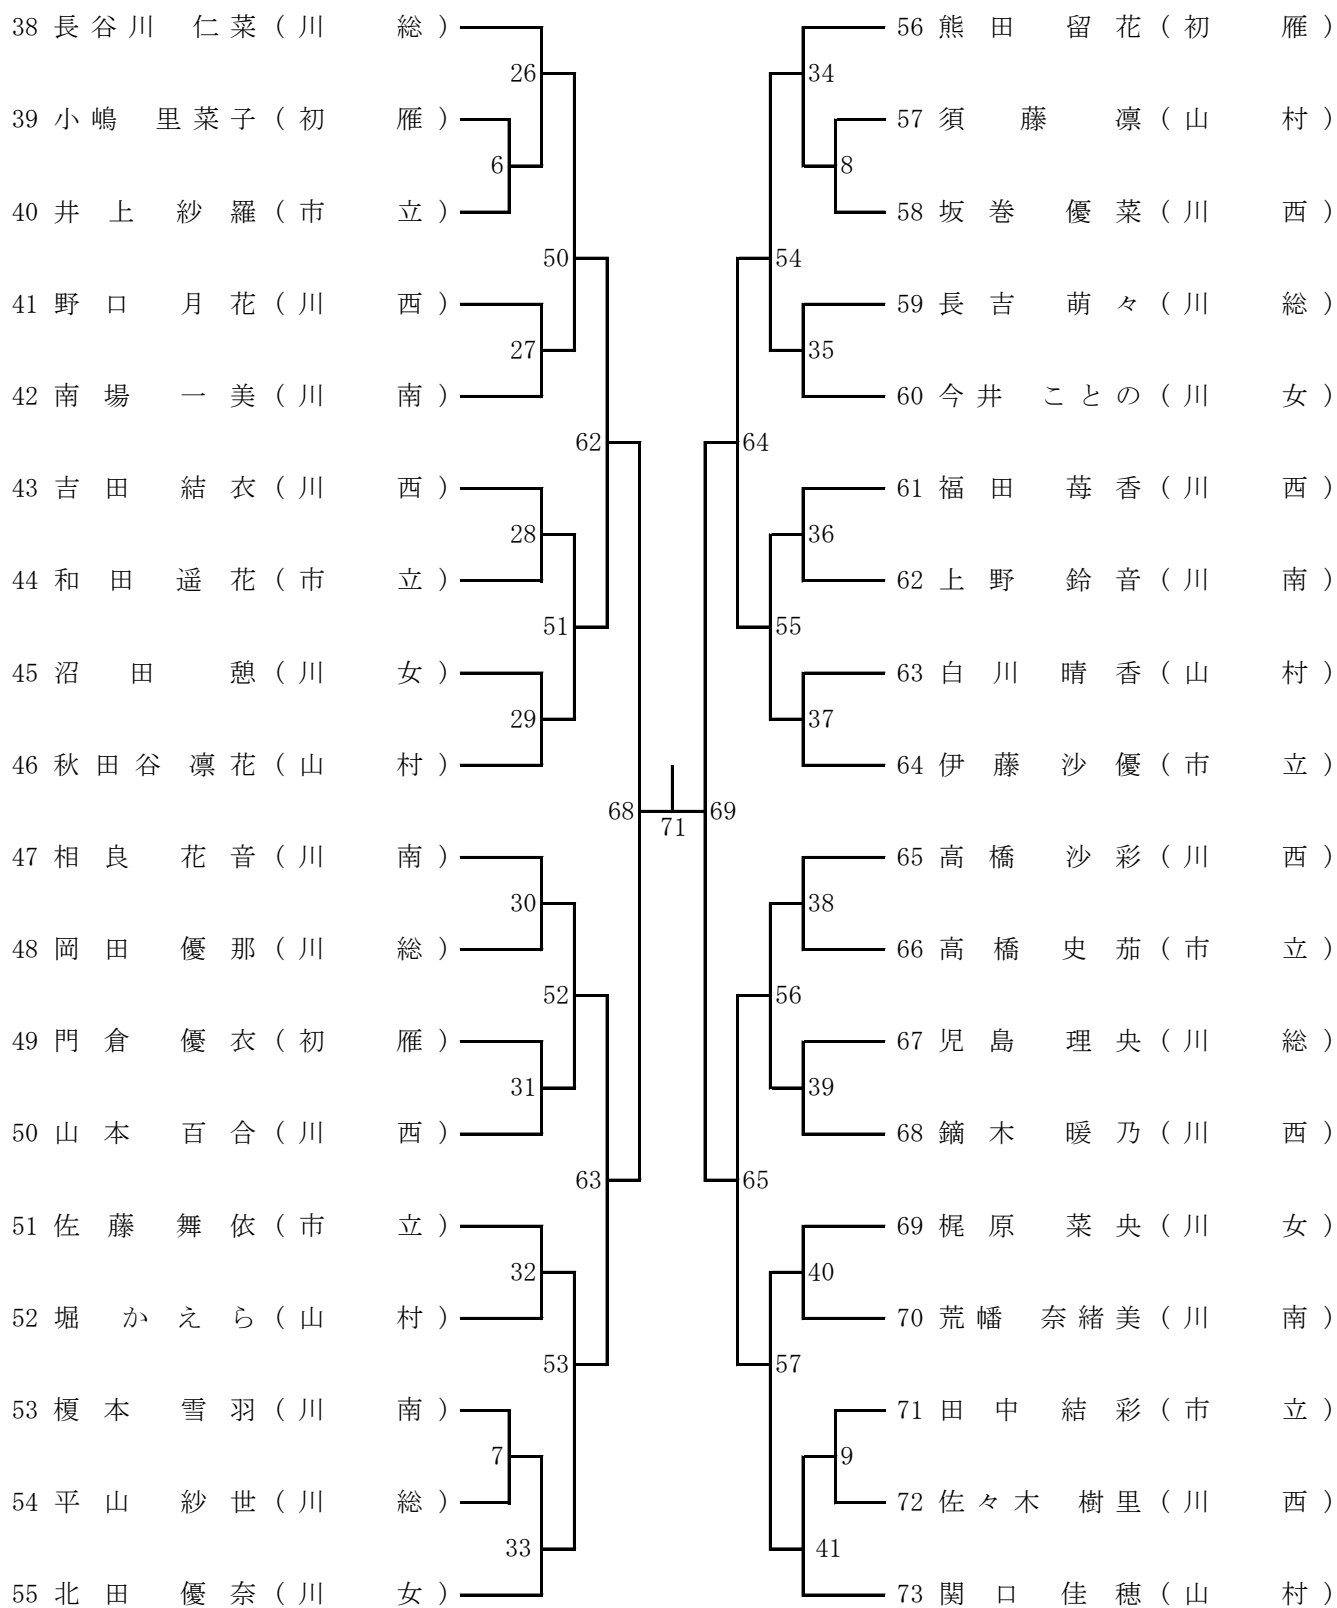 38 長谷川 仁菜 (川 総)
26
39 小嶋 里菜子 (初 雁)
6
40 井上 紗羅 (市 立)
50
41 野口 月花 (川 西)
27
42 南場 一美 (川 南)
62
43 吉田 結衣 (川 西)
28
44 和田 遥花 (市 立)
51
45 沼田 憩 (川 女)
29
46 秋田谷 凛花 (山 村)
68
47 相良 花音 (川 南)
30
48 岡田 優那 (川 総)
52
49 門倉 優衣 (初 雁)
31
50 山本 百合 (川 西)
63
51 佐藤 舞依 (市 立)
32
52 堀 かえら (山 村)
53
53 榎本 雪羽 (川 南)
7
54 平山 紗世 (川 総)
33
55 北田 優奈 (川 女)
71
56 熊田 留花 (初 雁)
34
57 須藤 凛 (山 村)
8
58 坂巻 優菜 (川 西)
54
59 長吉 萌々 (川 総)
35
60 今井 ことの (川 女)
64
61 福田 苺香 (川 西)
36
62 上野 鈴音 (川 南)
55
63 白川 晴香 (山 村)
37
64 伊藤 沙優 (市 立)
69
65 高橋 沙彩 (川 西)
38
66 高橋 史茄 (市 立)
56
67 児島 理央 (川 総)
39
68 鏑木 暖乃 (川 西)
65
69 梶原 菜央 (川 女)
40
70 荒幡 奈緒美 (川 南)
57
71 田中 結彩 (市 立)
9
72 佐々木 樹里 (川 西)
41
73 関口 佳穂 (山 村)